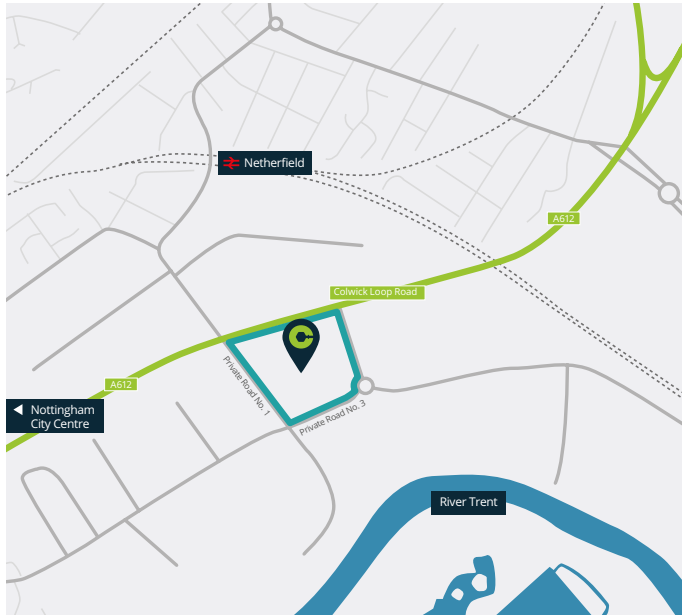 Netherfield
A612
Colwick Loop Road
A612
Private Road No. 1
Nottingham
City Centre
Private Road No. 3
River Trent